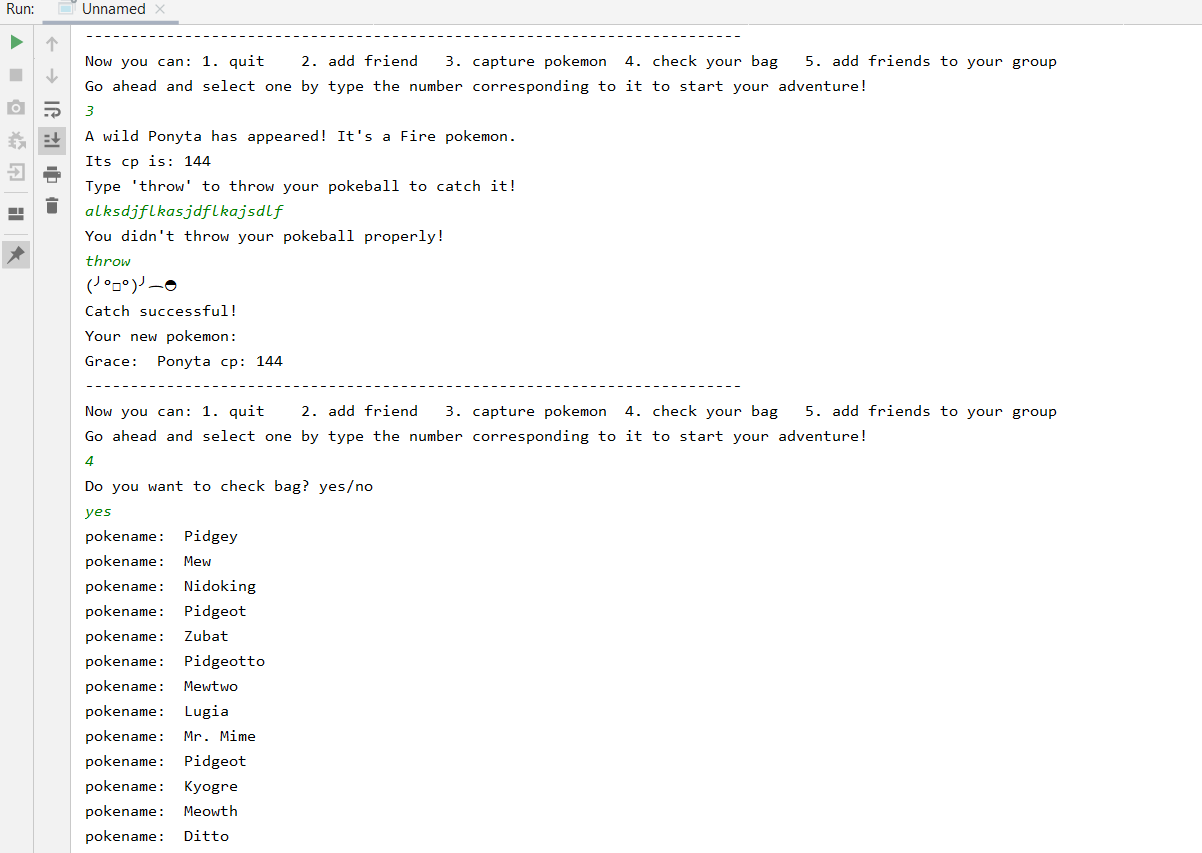 Run: Unnamed
-------------------------------------------------------------------------
Now you can: 1. quit    2. add friend   3. capture pokemon  4. check your bag   5. add friends to your group
Go ahead and select one by type the number corresponding to it to start your adventure!
3
A wild Ponyta has appeared! It's a Fire pokemon.
Its cp is: 144
Type 'throw' to throw your pokeball to catch it!
alksdjflkasjdflkajsdlf
You didn't throw your pokeball properly!
throw
(╯°□°)╯︵◓
Catch successful!
Your new pokemon:
Grace:  Ponyta cp: 144
-------------------------------------------------------------------------
Now you can: 1. quit    2. add friend   3. capture pokemon  4. check your bag   5. add friends to your group
Go ahead and select one by type the number corresponding to it to start your adventure!
4
Do you want to check bag? yes/no
yes
pokename:  Pidgey
pokename:  Mew
pokename:  Nidoking
pokename:  Pidgeot
pokename:  Zubat
pokename:  Pidgeotto
pokename:  Mewtwo
pokename:  Lugia
pokename:  Mr. Mime
pokename:  Pidgeot
pokename:  Kyogre
pokename:  Meowth
pokename:  Ditto